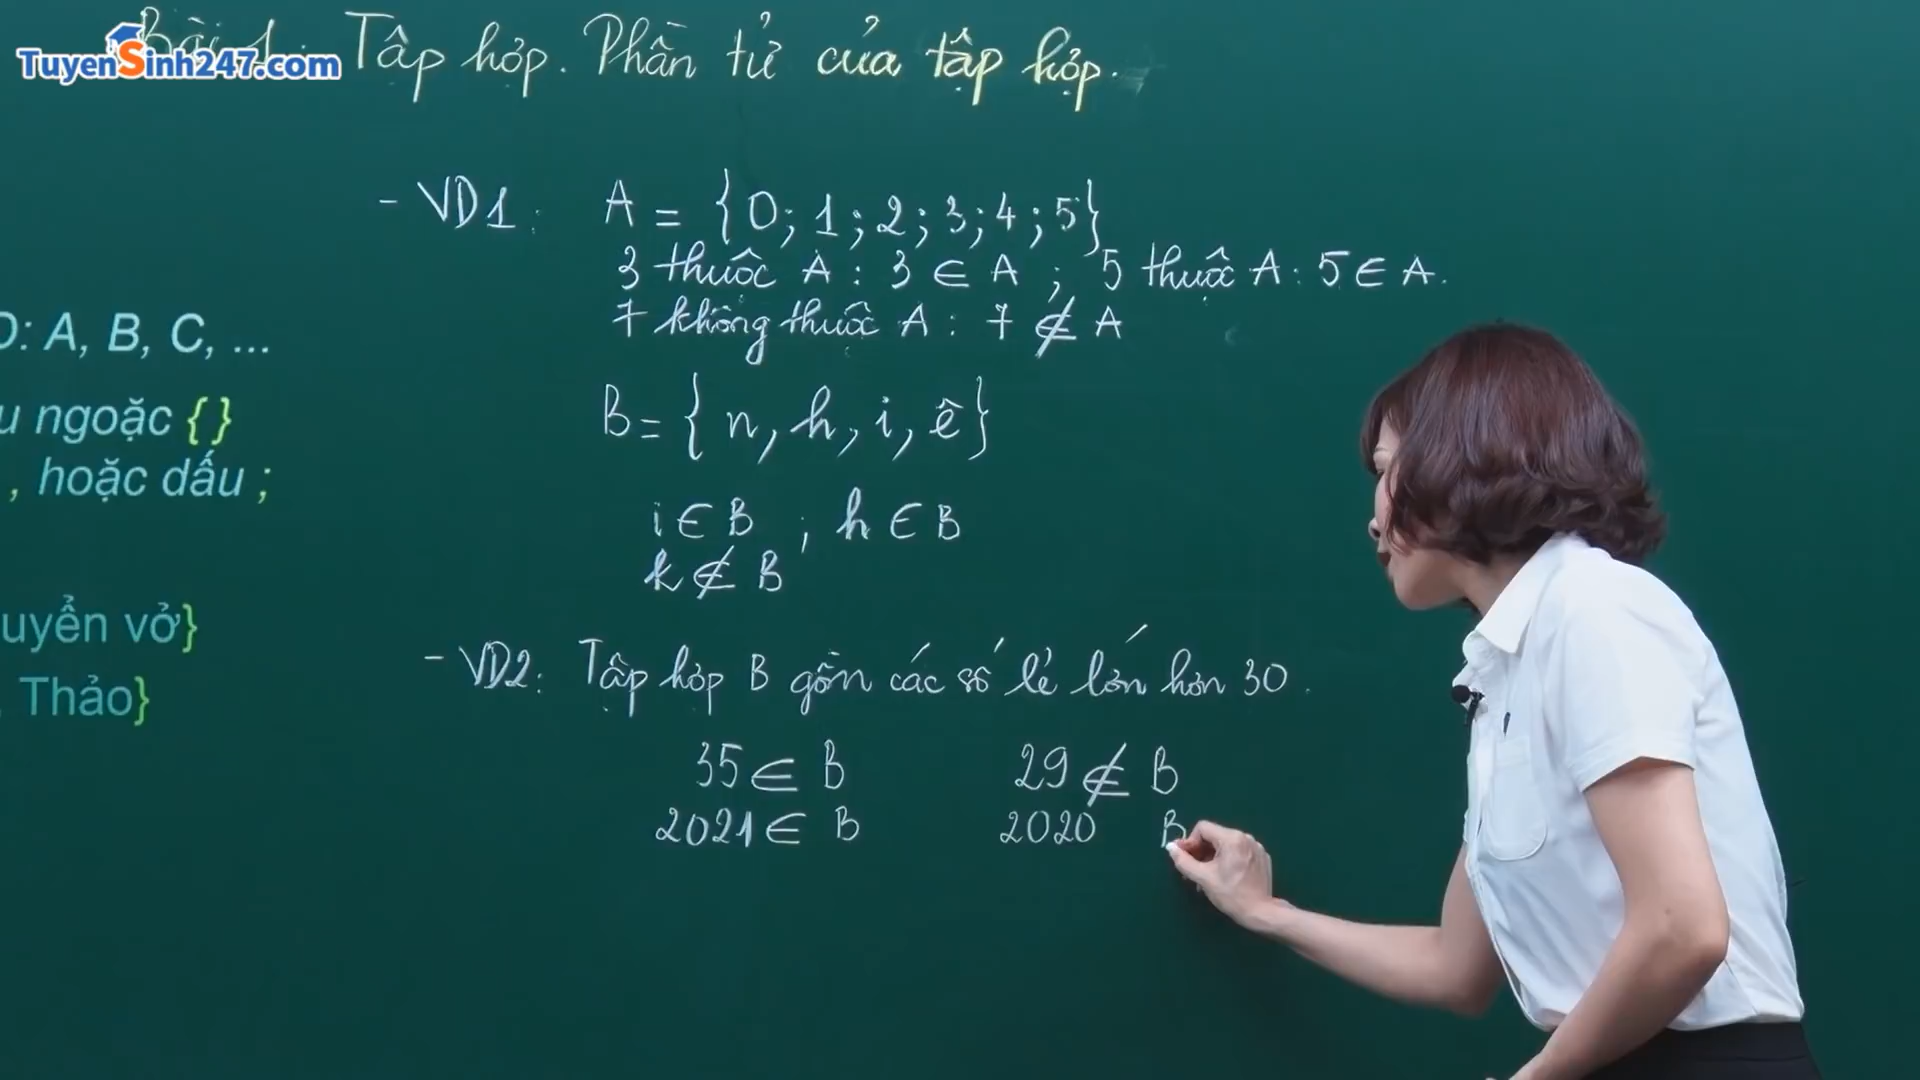 TuyenSinh247.com
Bài 1: Tập hợp. Phần tử của tập hợp.
- VD1: A = {0; 1; 2; 3; 4; 5}
3 thuộc A : 3 ∈ A ; 5 thuộc A : 5 ∈ A.
7 không thuộc A : 7 ∉ A
: A, B, C, ...
ngoặc { }
B = { n, h, i, ê }
, hoặc dấu ;
i ∈ B ; h ∈ B
k ∉ B
uyển vở}
- VD2: Tập hợp B gồm các số lẻ lớn hơn 30.
Thảo}
35 ∈ B 29 ∉ B
2021 ∈ B 2020 B